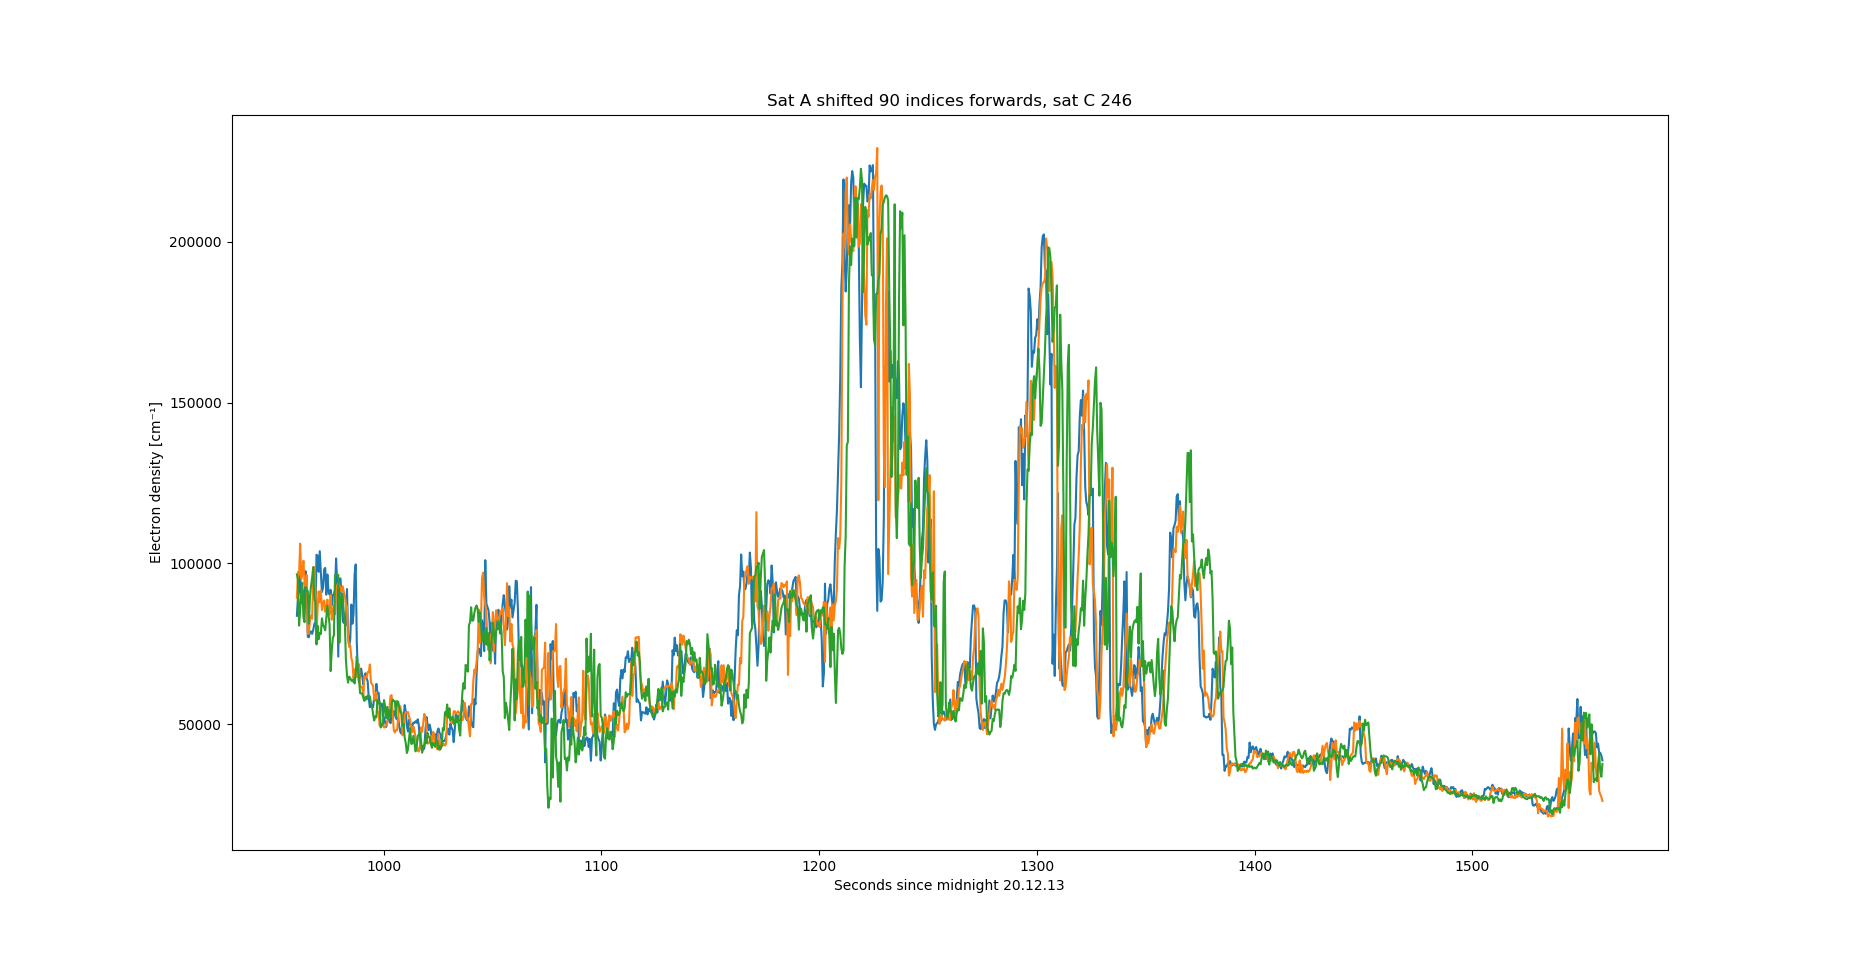 Sat A shifted 90 indices forwards, sat C 246
Electron density [cm⁻¹]
200000
150000
100000
50000
1000 1100 1200 1300 1400 1500
Seconds since midnight 20.12.13